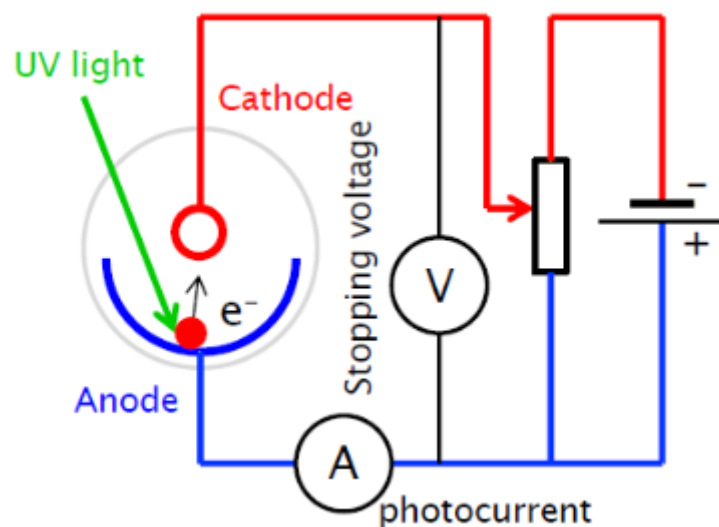 UV light
Cathode
Stopping voltage
V
–
+
e⁻
Anode
A
photocurrent